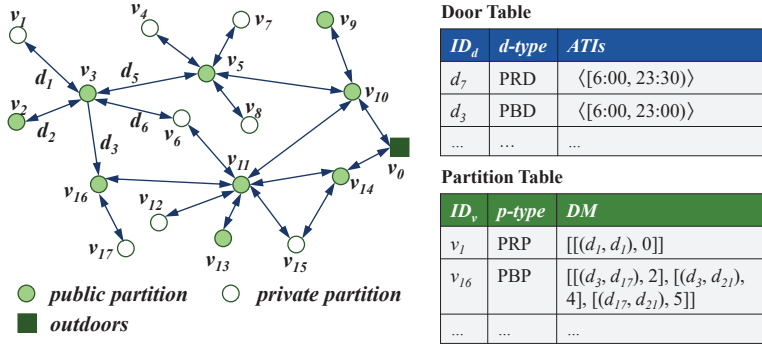 v1
v4
v7
v9
v3
d5
v5
d1
v10
v2
d2
d6
v6
v8
d3
v11
v0
v16
v14
v12
v17
v13
v15
public partition
private partition
outdoors
Door Table
IDd d-type ATIs
d7 PRD ⟨[6:00, 23:30)⟩
d3 PBD ⟨[6:00, 23:00)⟩
... ... ...
Partition Table
IDv p-type DM
v1 PRP [[(d1, d1), 0]]
v16 PBP [[(d3, d17), 2], [(d3, d21),
4], [(d17, d21), 5]]
... ... ...